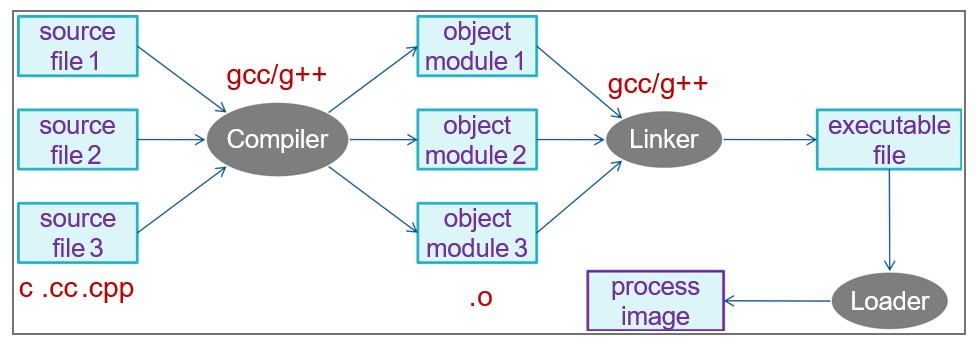 source
file 1
object
module 1
gcc/g++
gcc/g++
source
file 2
Compiler
object
module 2
Linker
executable
file
source
file 3
object
module 3
c .cc .cpp
.o
process
image
Loader